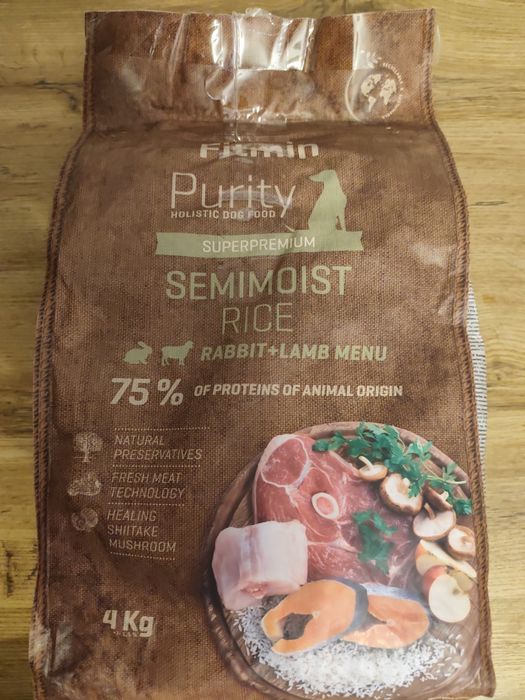 Fitmin
Purity
HOLISTIC DOG FOOD
SUPERPREMIUM
SEMIMOIST
RICE
RABBIT+LAMB MENU
75 % OF PROTEINS OF ANIMAL ORIGIN
NATURAL
PRESERVATIVES
FRESH MEAT
TECHNOLOGY
HEALING
SHIITAKE
MUSHROOM
4 Kg